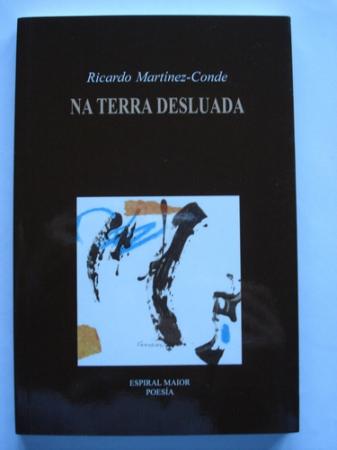 Ricardo Martínez-Conde
NA TERRA DESLUADA
ESPIRAL MAIOR
POESÍA